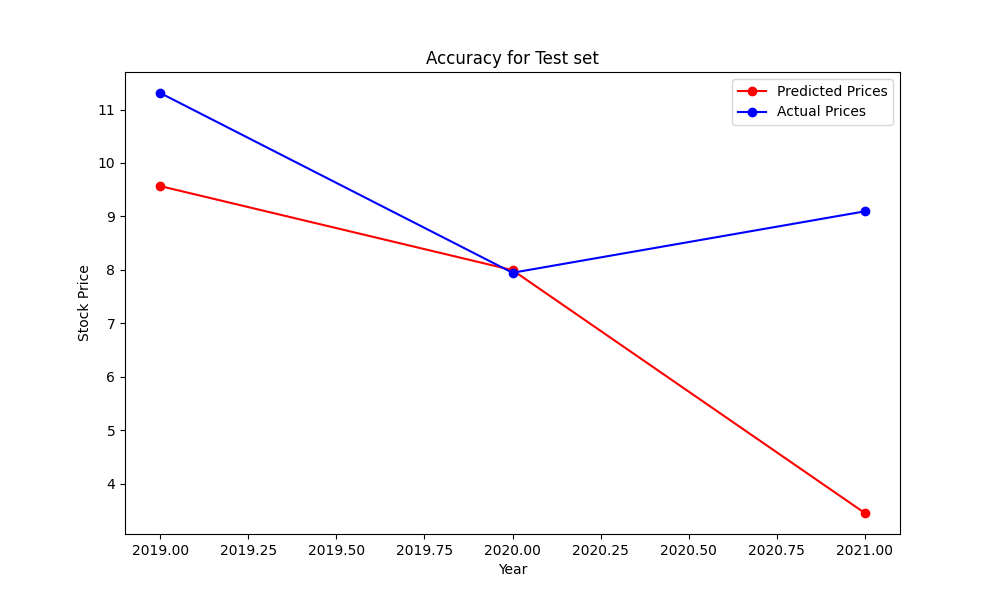 Accuracy for Test set
Predicted Prices
Actual Prices
Stock Price
11
10
9
8
7
6
5
4
2019.00 2019.25 2019.50 2019.75 2020.00 2020.25 2020.50 2020.75 2021.00
Year